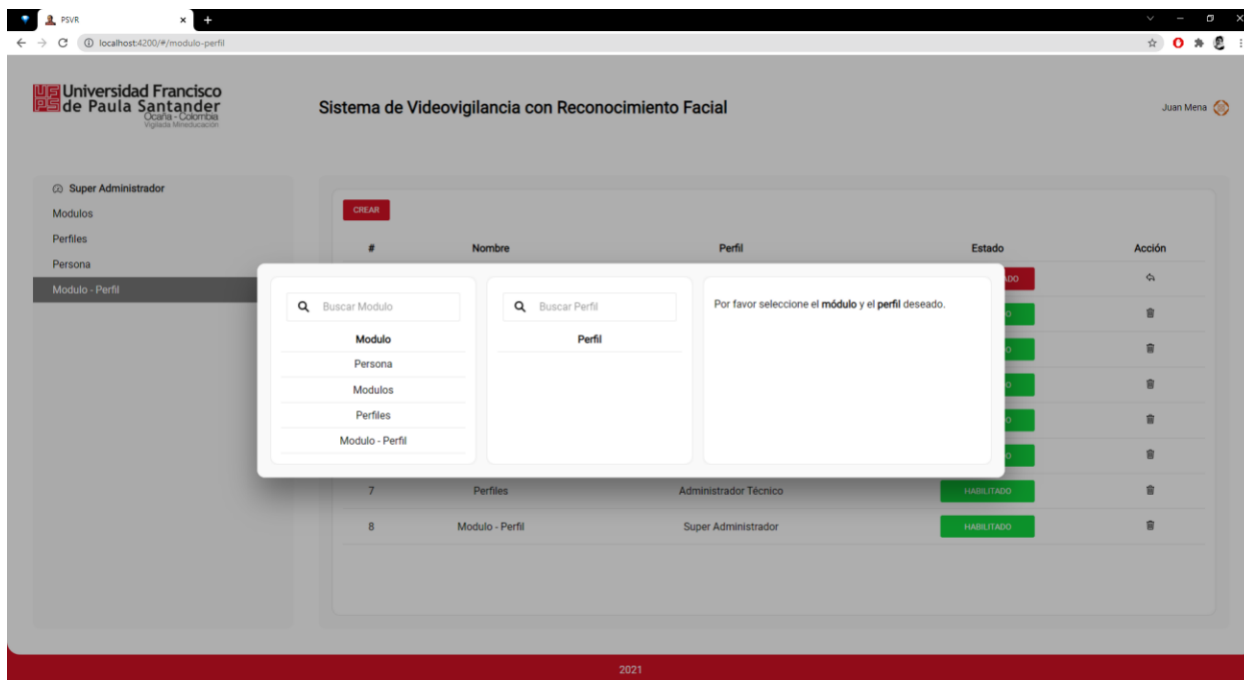 PSVR
localhost:4200/#/modulo-perfil
Universidad Francisco
de Paula Santander
Ocaña - Colombia
Vigilada Mineducación
Sistema de Videovigilancia con Reconocimiento Facial
Juan Mena
Super Administrador
Modulos
Perfiles
Persona
Modulo - Perfil
CREAR
# Nombre Perfil Estado Acción
Buscar Modulo
Modulo
Persona
Modulos
Perfiles
Modulo - Perfil
Buscar Perfil
Perfil
Por favor seleccione el módulo y el perfil deseado.
7 Perfiles Administrador Técnico HABILITADO
8 Modulo - Perfil Super Administrador HABILITADO
2021